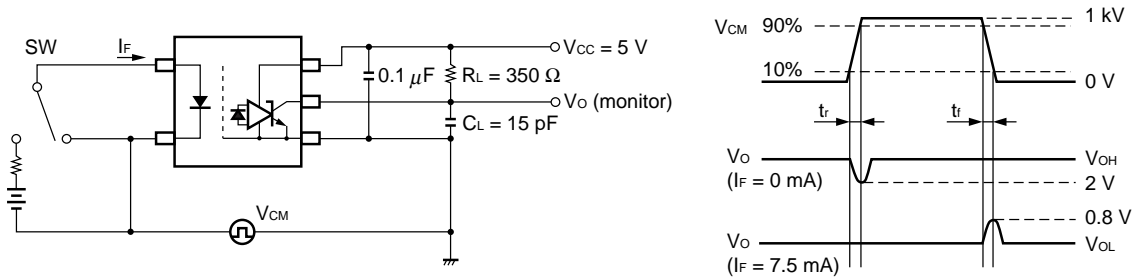 SW
IF
VCC = 5 V
0.1 μF
RL = 350 Ω
VO (monitor)
CL = 15 pF
VCM
VCM 90%
1 kV
10%
0 V
tr
tf
VO
(IF = 0 mA)
VOH
2 V
0.8 V
VO
(IF = 7.5 mA)
VOL